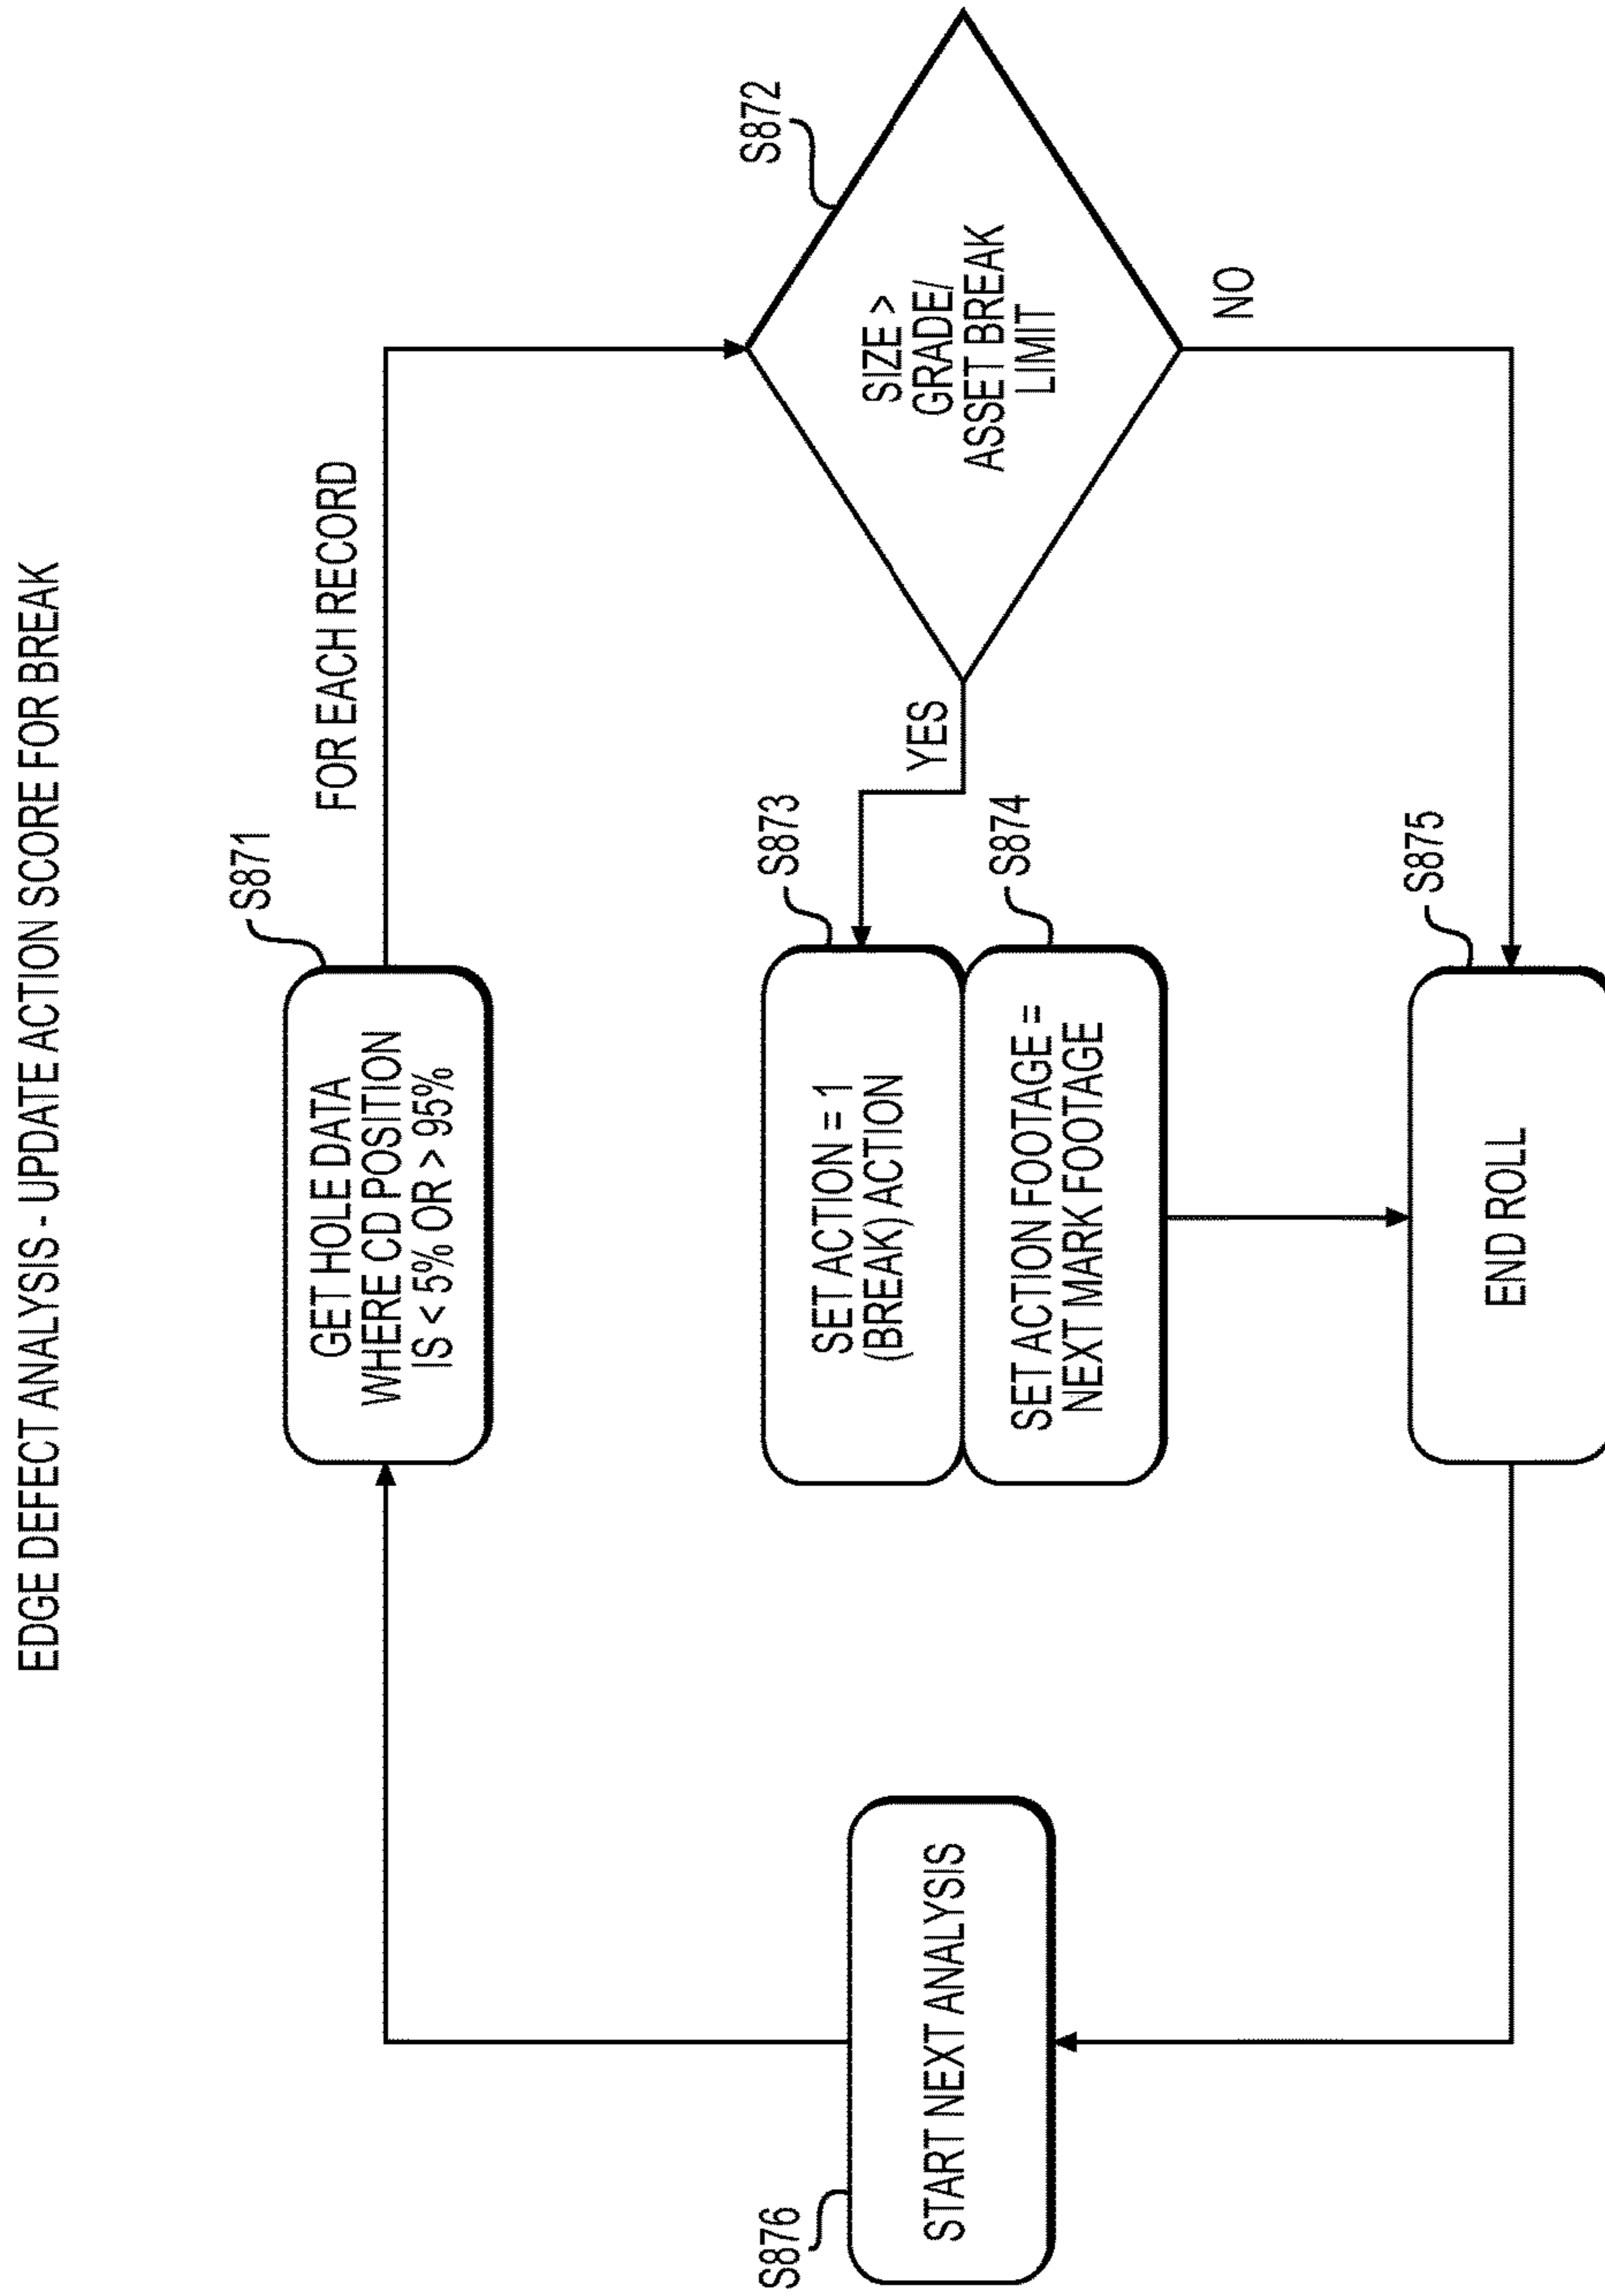 EDGE DEFECT ANALYSIS - UPDATE ACTION SCORE FOR BREAK
S871
GET HOLE DATA
WHERE CD POSITION
IS < 5% OR > 95%
FOR EACH RECORD
S872
SIZE >
GRADE/
ASSET BREAK
LIMIT
YES
NO
S873
SET ACTION = 1
(BREAK) ACTION
S874
SET ACTION FOOTAGE =
NEXT MARK FOOTAGE
S875
END ROLL
S876
START NEXT ANALYSIS